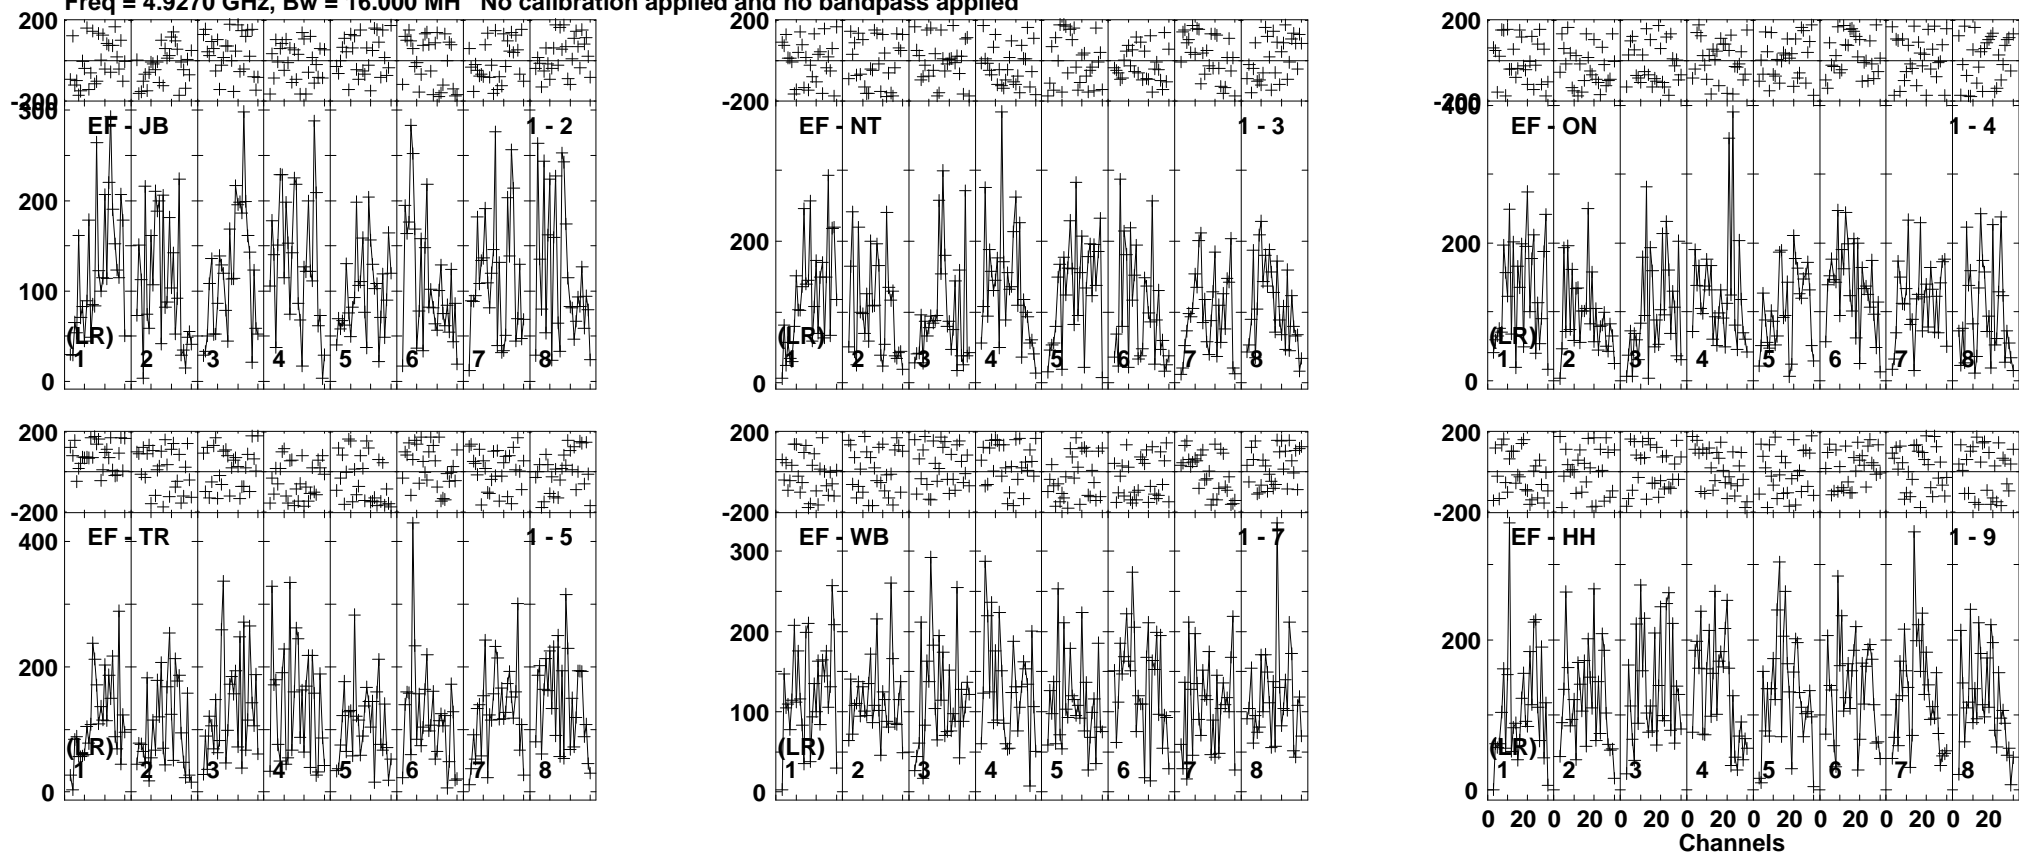 Freq = 4.9270 GHz, Bw = 16.000 MH No calibration applied and no bandpass applied
200 200 200
-200 -200 -200
300 400
EF - JB 1 - 2 EF - NT 1 - 3 EF - ON 1 - 4
200 200 200
100
(LR) (LR) (LR)
1 2 3 4 5 6 7 8 1 2 3 4 5 6 7 8 1 2 3 4 5 6 7 8
0 0 0
200 200 200
-200 -200 -200
EF - TR 1 - 5 EF - WB 1 - 7 EF - HH 1 - 9
400 300
200 200 200
100
(LR) (LR) (LR)
1 2 3 4 5 6 7 8 1 2 3 4 5 6 7 8 1 2 3 4 5 6 7 8
0 0 0
0 20 0 20 0 20 0 20 0 20 0 20 0 20 0 20
Channels